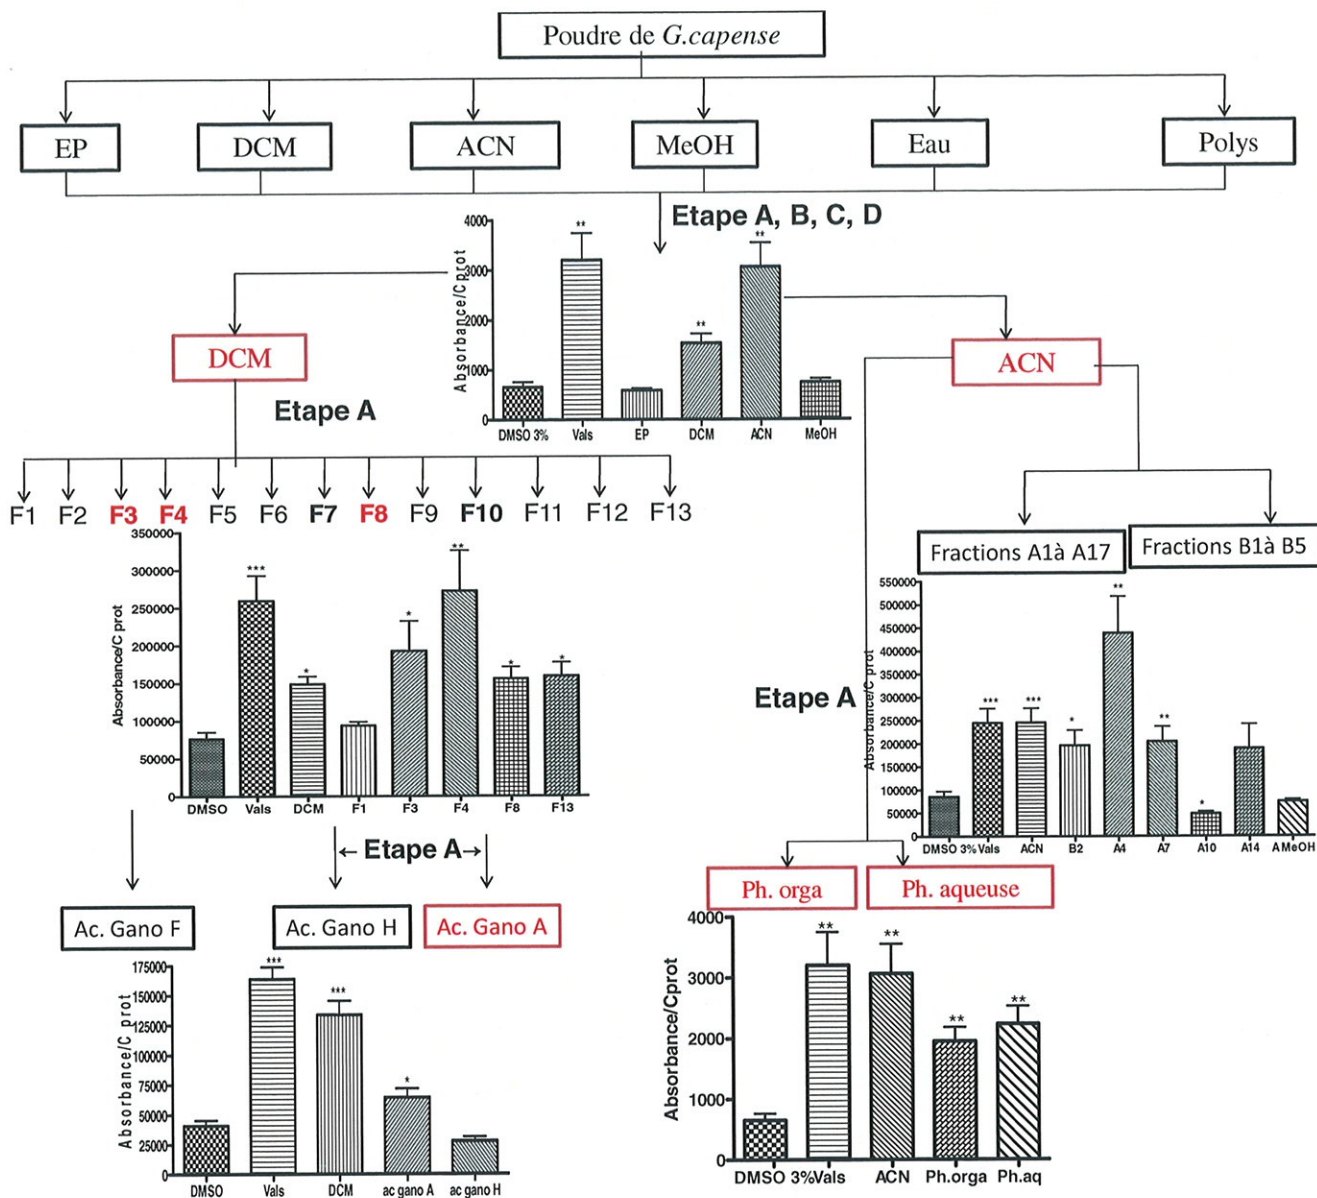 Poudre de G.capense
EP DCM ACN MeOH Eau Polys
Etape A, B, C, D
Absorbance/Cprot
4000
3000
2000
1000
0
** ** **
DMSO 3% Vals EP DCM ACN MeOH
DCM
ACN
Etape A
F1 F2 F3 F4 F5 F6 F7 F8 F9 F10 F11 F12 F13
Absorbance/C prot
350000
300000
250000
200000
150000
100000
50000
0
*** * * ** * *
DMSO Vals DCM F1 F3 F4 F8 F13
Fractions A1à A17 Fractions B1à B5
Etape A
Absorbance/C prot
550000
500000
450000
400000
350000
300000
250000
200000
150000
100000
50000
0
*** *** * ** ** *
DMSO 3% Vals ACN B2 A4 A7 A10 A14 A MeOH
←Etape A→
Ac. Gano F Ac. Gano H Ac. Gano A
Absorbance/C prot
175000
150000
125000
100000
75000
50000
25000
0
*** *** *
DMSO Vals DCM ac gano A ac gano H
Ph. orga Ph. aqueuse
Absorbance/Cprot
4000
3000
2000
1000
0
** ** ** **
DMSO 3%Vals ACN Ph.orga Ph.aq